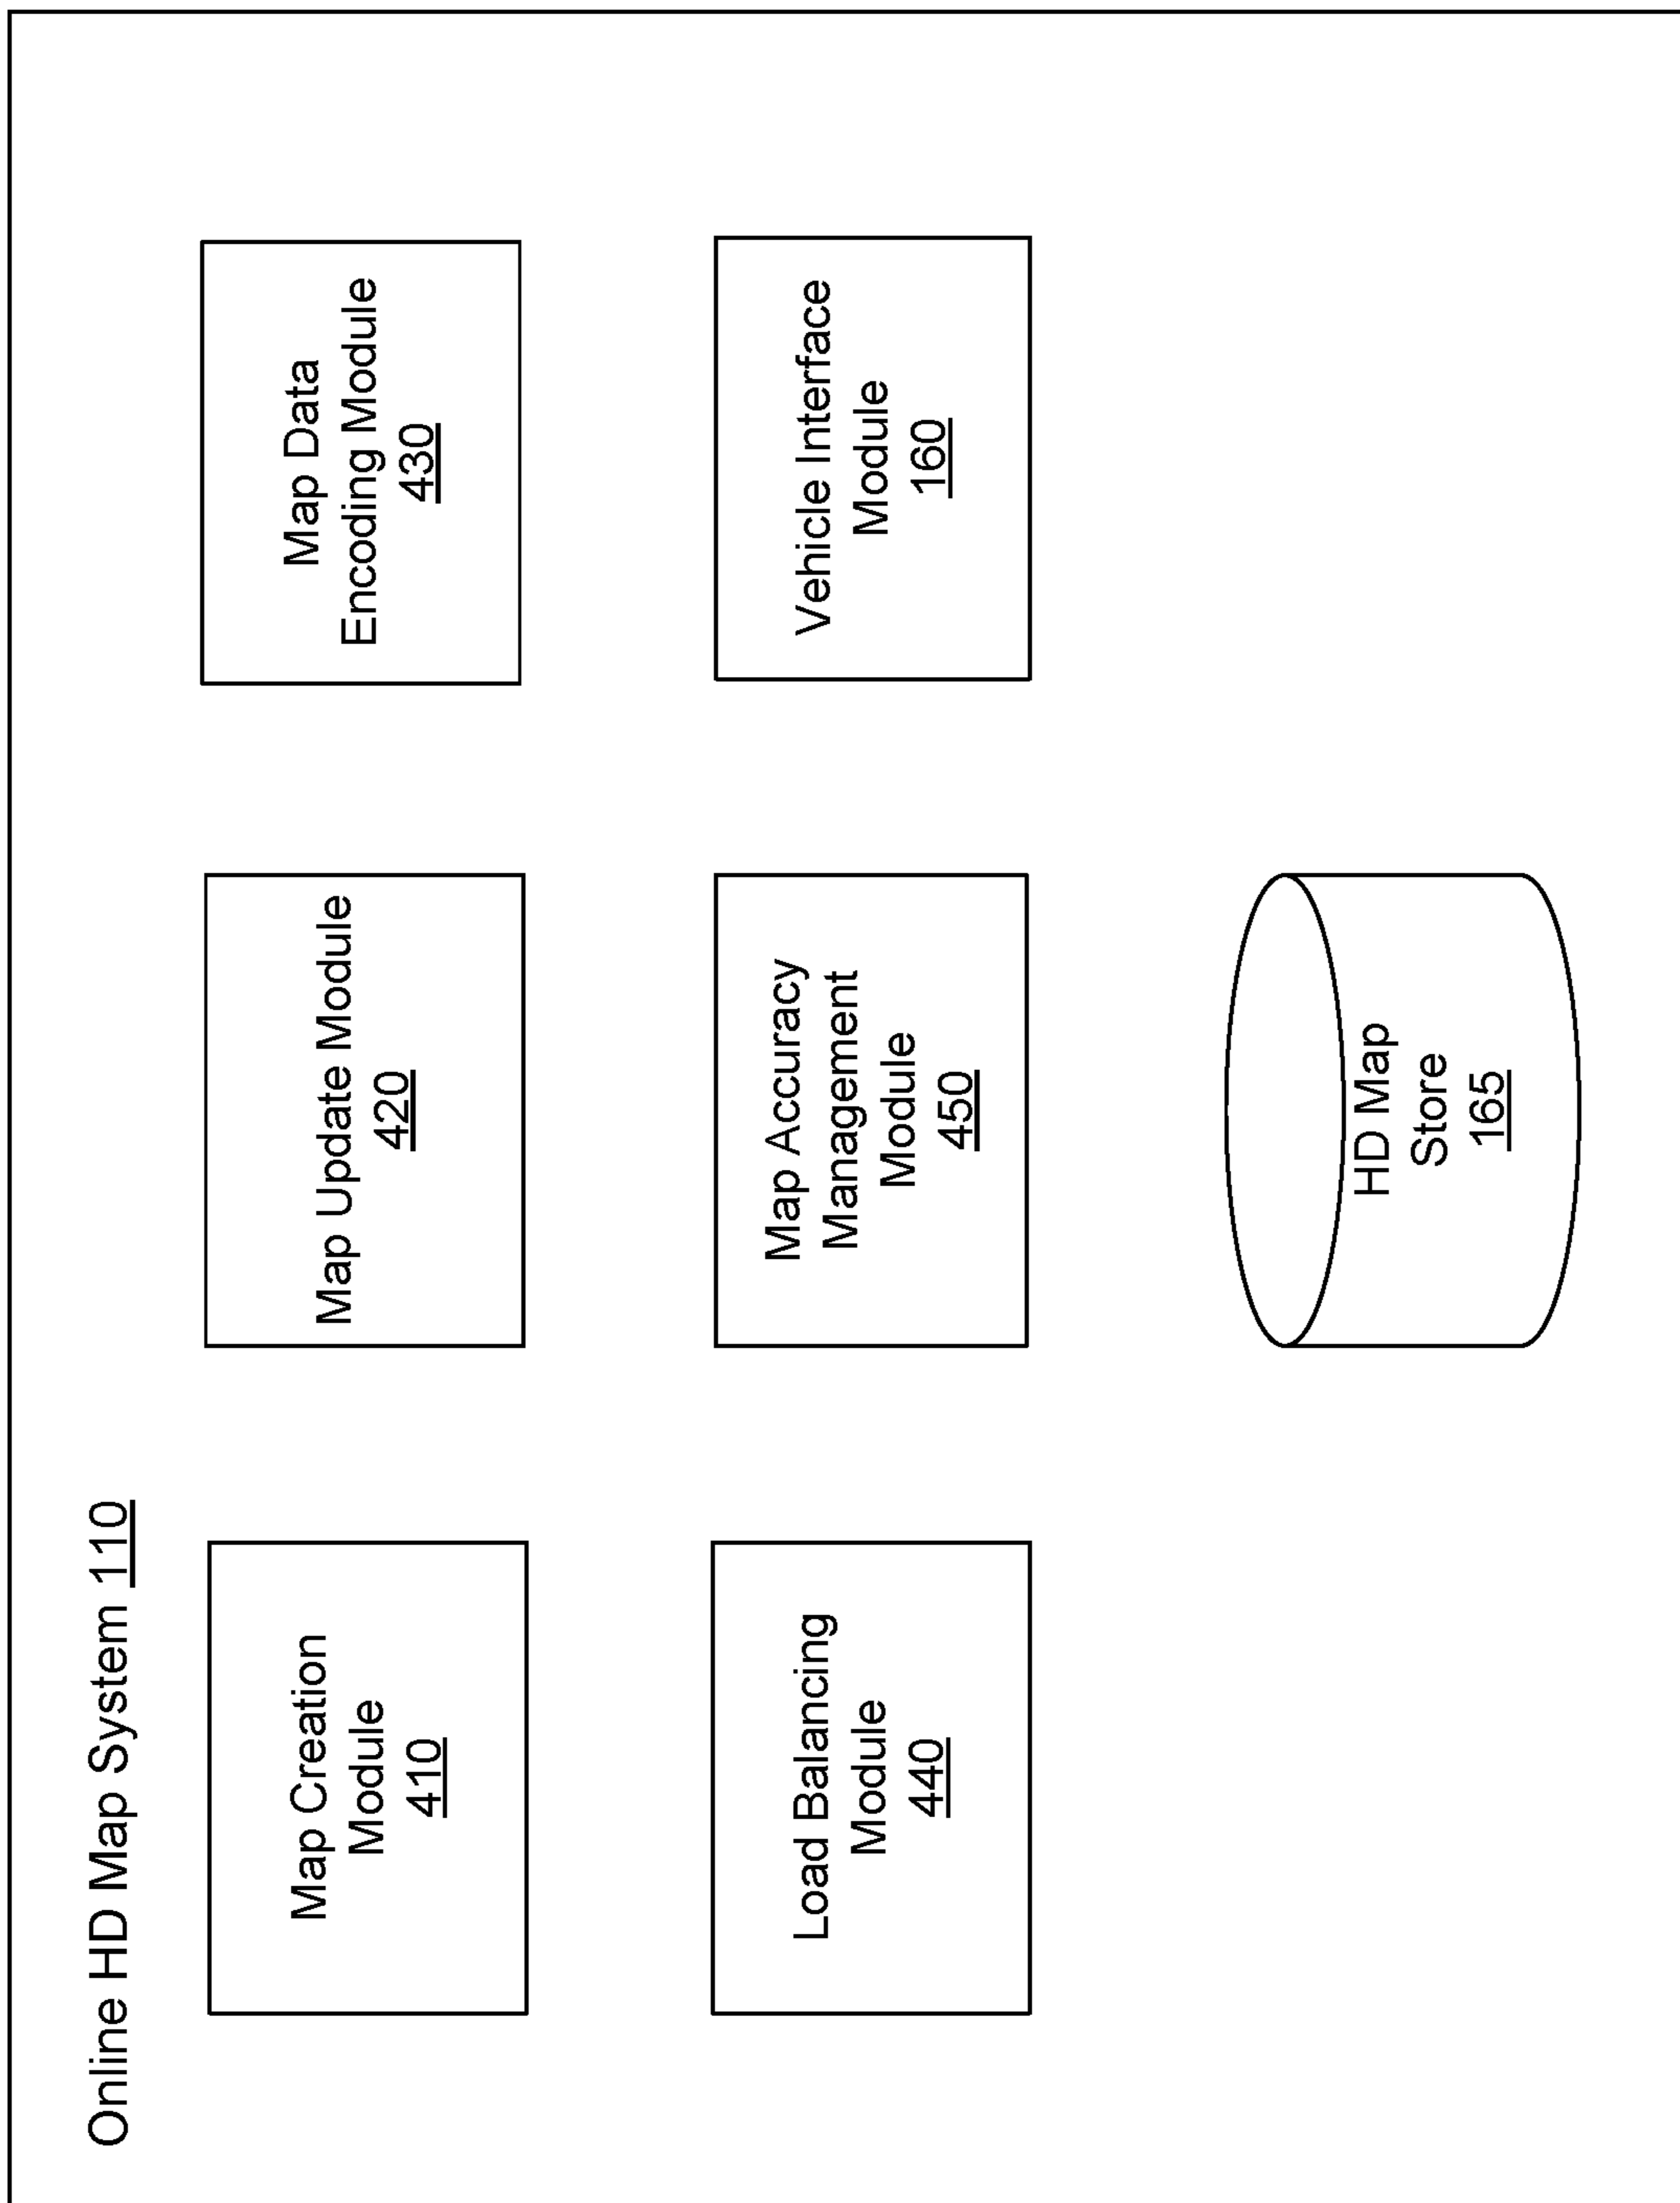 Online HD Map System 110
Map Creation
Module
410
Map Update Module
420
Map Data
Encoding Module
430
Load Balancing
Module
440
Map Accuracy
Management
Module
450
Vehicle Interface
Module
160
HD Map
Store
165